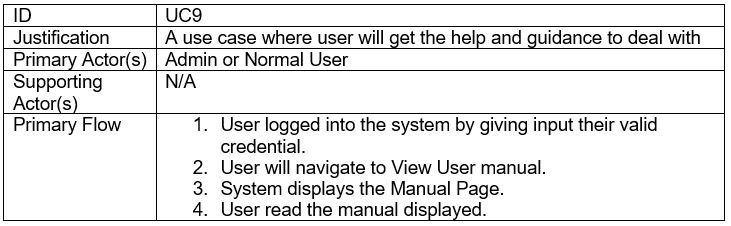 ID UC9
Justification A use case where user will get the help and guidance to deal with
Primary Actor(s) Admin or Normal User
Supporting N/A
Actor(s)
Primary Flow 1. User logged into the system by giving input their valid
credential.
2. User will navigate to View User manual.
3. System displays the Manual Page.
4. User read the manual displayed.